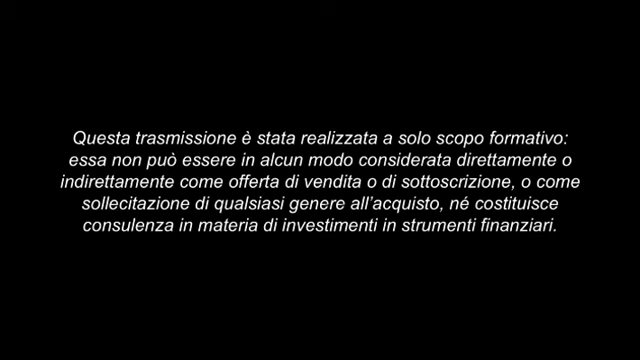 Questa trasmissione è stata realizzata a solo scopo formativo:
essa non può essere in alcun modo considerata direttamente o
indirettamente come offerta di vendita o di sottoscrizione, o come
sollecitazione di qualsiasi genere all'acquisto, né costituisce
consulenza in materia di investimenti in strumenti finanziari.